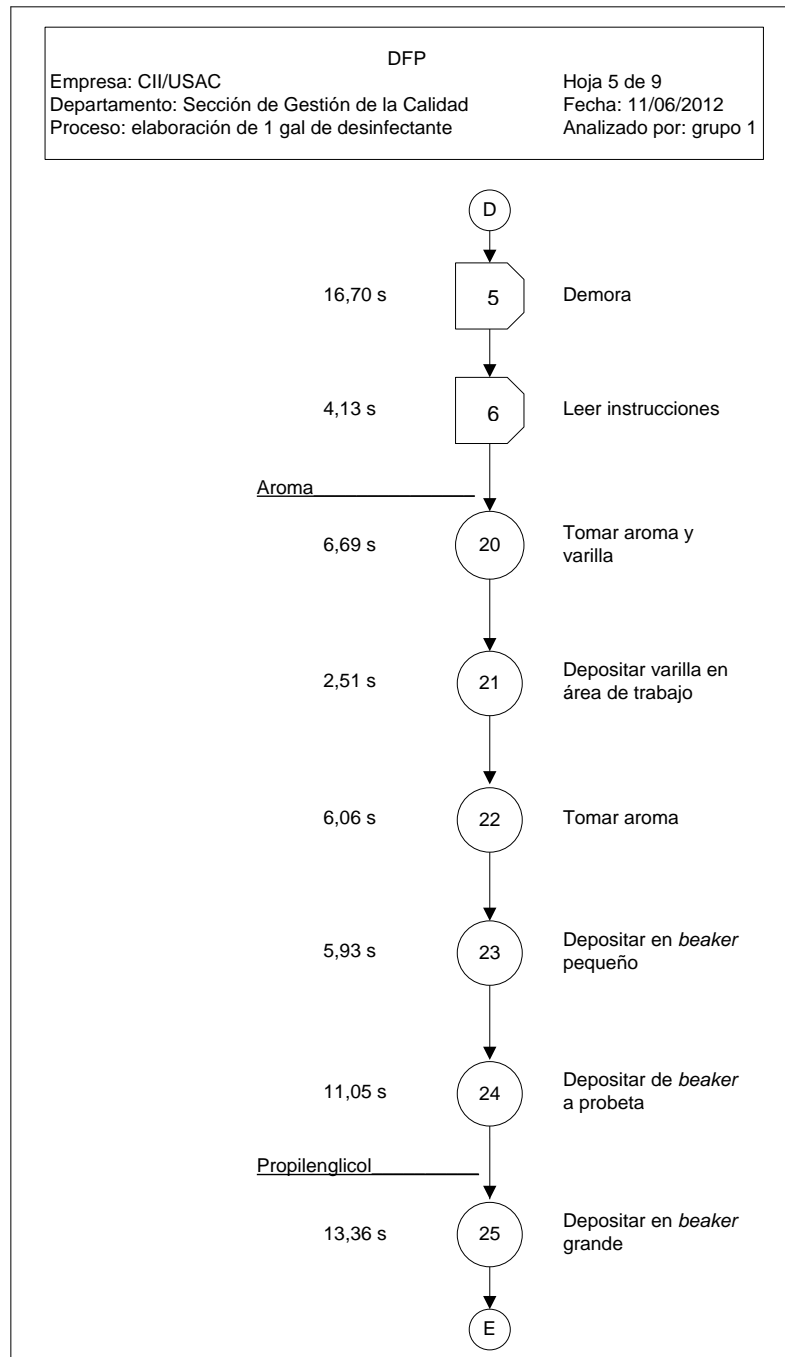 DFP
Empresa: CII/USAC Hoja 5 de 9
Departamento: Sección de Gestión de la Calidad Fecha: 11/06/2012
Proceso: elaboración de 1 gal de desinfectante Analizado por: grupo 1
D
16,70 s 5 Demora
4,13 s 6 Leer instrucciones
Aroma
6,69 s 20 Tomar aroma y
varilla
2,51 s 21 Depositar varilla en
área de trabajo
6,06 s 22 Tomar aroma
5,93 s 23 Depositar en beaker
pequeño
11,05 s 24 Depositar de beaker
a probeta
Propilenglicol
13,36 s 25 Depositar en beaker
grande
E